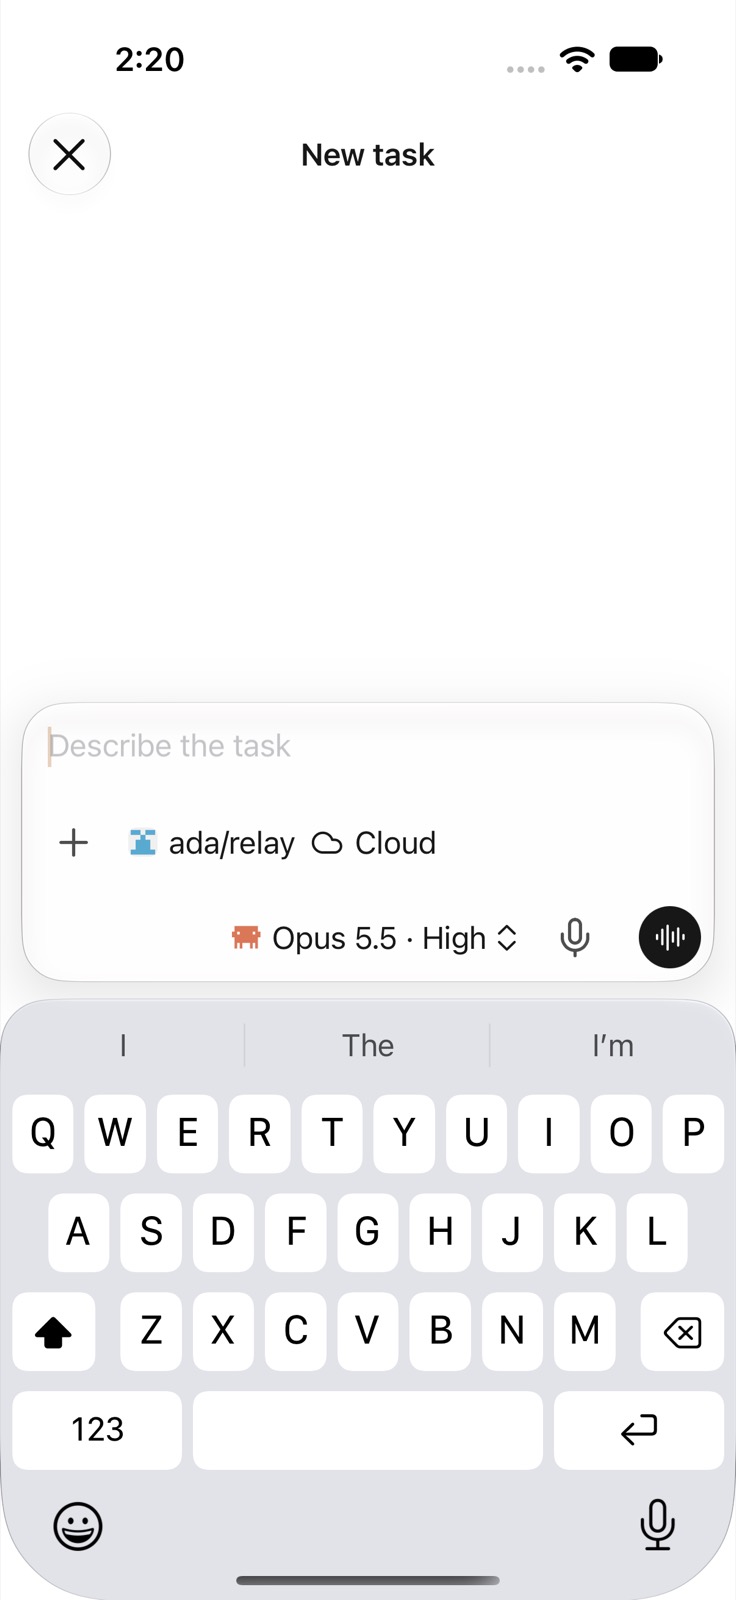 2:20
New task
Describe the task
ada/relay Cloud
Opus 5.5 · High
I The I’m
Q W E R T Y U I O P
A S D F G H J K L
Z X C V B N M
123